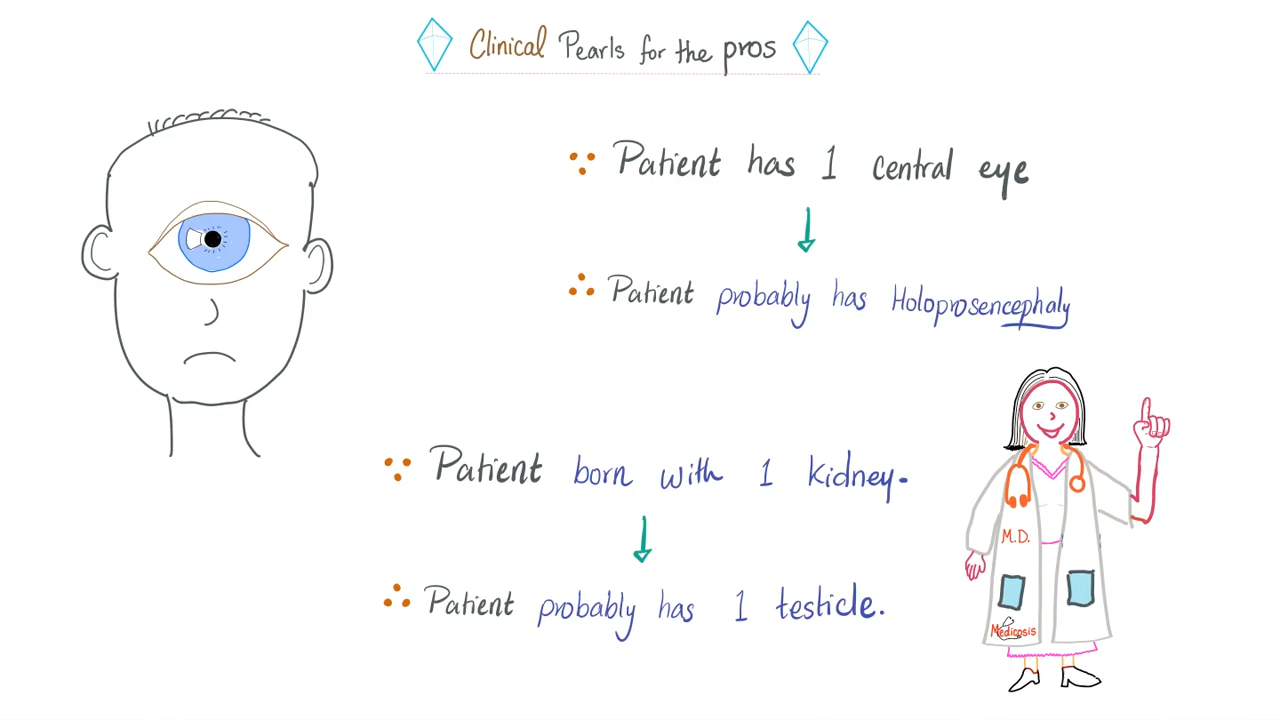 Clinical Pearls for the pros
∵ Patient has 1 central eye
↓
∴ Patient probably has Holoprosencephaly
∵ Patient born with 1 kidney.
↓
∴ Patient probably has 1 testicle.
M.D.
Medicosis